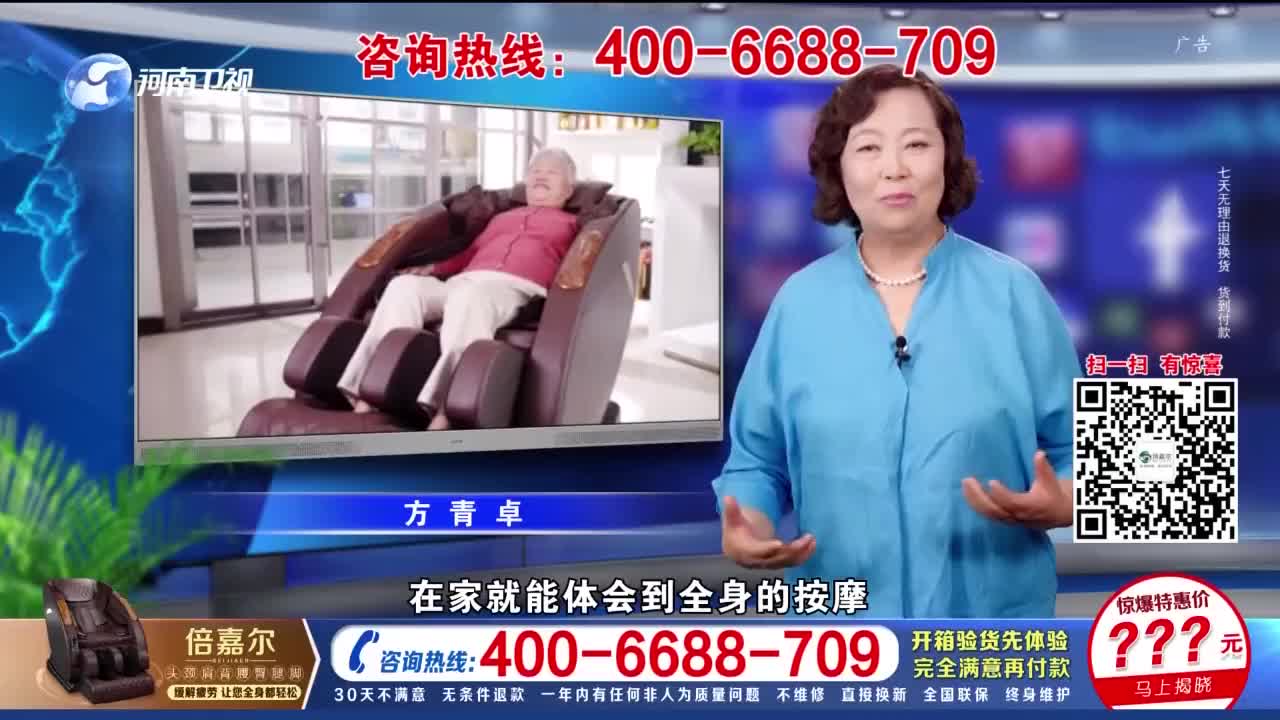 咨询热线：400-6688-709
广告
河南卫视
七天无理由退换货 货到付款
扫一扫 有惊喜
方青卓
在家就能体会到全身的按摩
倍嘉尔
BEIJIAER
头颈肩背腰臀腿脚
缓解疲劳 让您全身都轻松
咨询热线:400-6688-709
30天不满意 无条件退款 一年内有任何非人为质量问题 不维修 直接换新 全国联保 终身维护
开箱验货先体验
完全满意再付款
惊爆特惠价
???元
马上揭晓